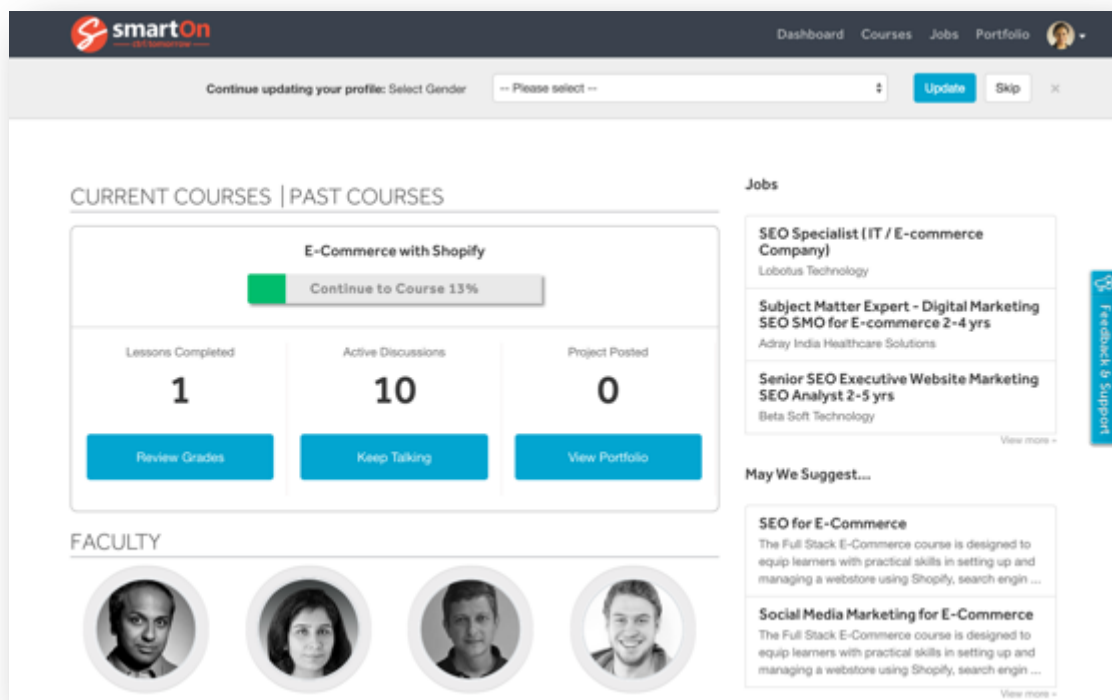 smartOn
ctrl tomorrow
Dashboard Courses Jobs Portfolio
Continue updating your profile: Select Gender
-- Please select --
Update
Skip
×
CURRENT COURSES | PAST COURSES
E-Commerce with Shopify
Continue to Course 13%
Lessons Completed
1
Review Grades
Active Discussions
10
Keep Talking
Project Posted
0
View Portfolio
FACULTY
Jobs
SEO Specialist ( IT / E-commerce
Company)
Lobotus Technology
Subject Matter Expert - Digital Marketing
SEO SMO for E-commerce 2-4 yrs
Adray India Healthcare Solutions
Senior SEO Executive Website Marketing
SEO Analyst 2-5 yrs
Beta Soft Technology
View more »
May We Suggest...
SEO for E-Commerce
The Full Stack E-Commerce course is designed to
equip learners with practical skills in setting up and
managing a webstore using Shopify, search engin ...
Social Media Marketing for E-Commerce
The Full Stack E-Commerce course is designed to
equip learners with practical skills in setting up and
managing a webstore using Shopify, search engin ...
View more »
Feedback & Support